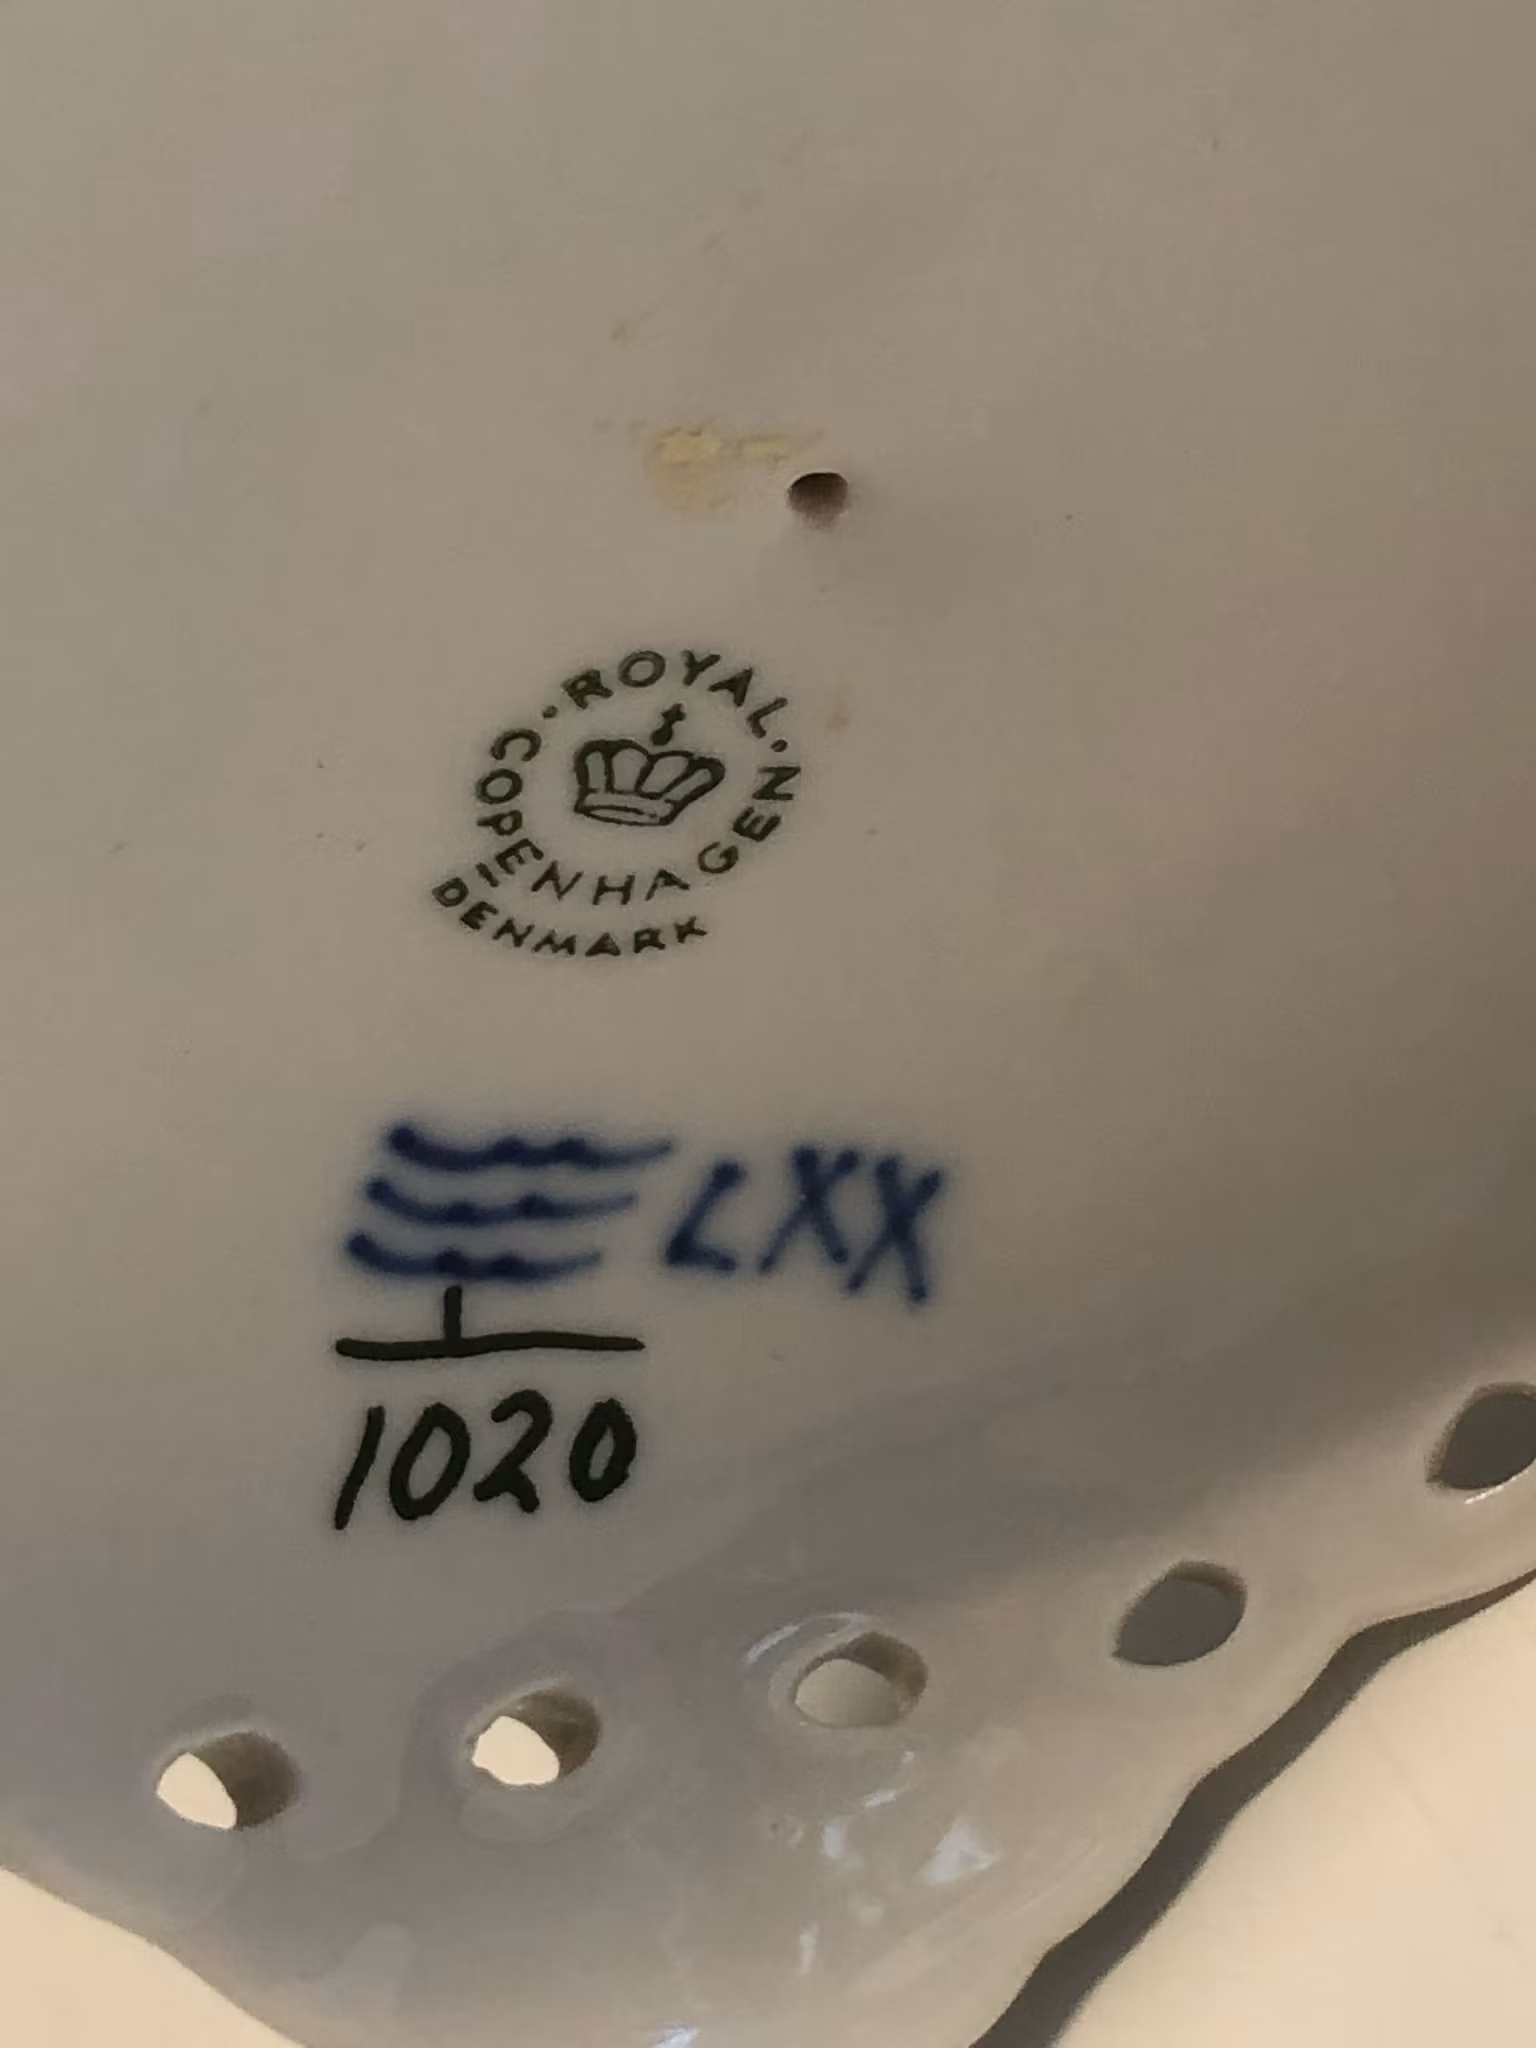 ROYAL
COPENHAGEN
DENMARK
LXX
1020